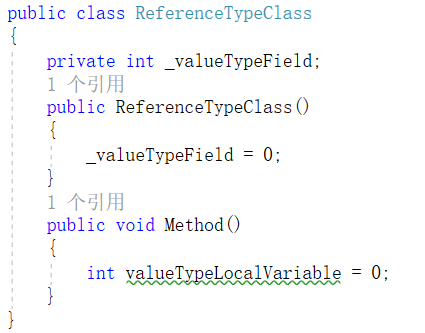 public class ReferenceTypeClass
{
private int _valueTypeField;
1 个引用
public ReferenceTypeClass()
{
_valueTypeField = 0;
}
1 个引用
public void Method()
{
int valueTypeLocalVariable = 0;
}
}